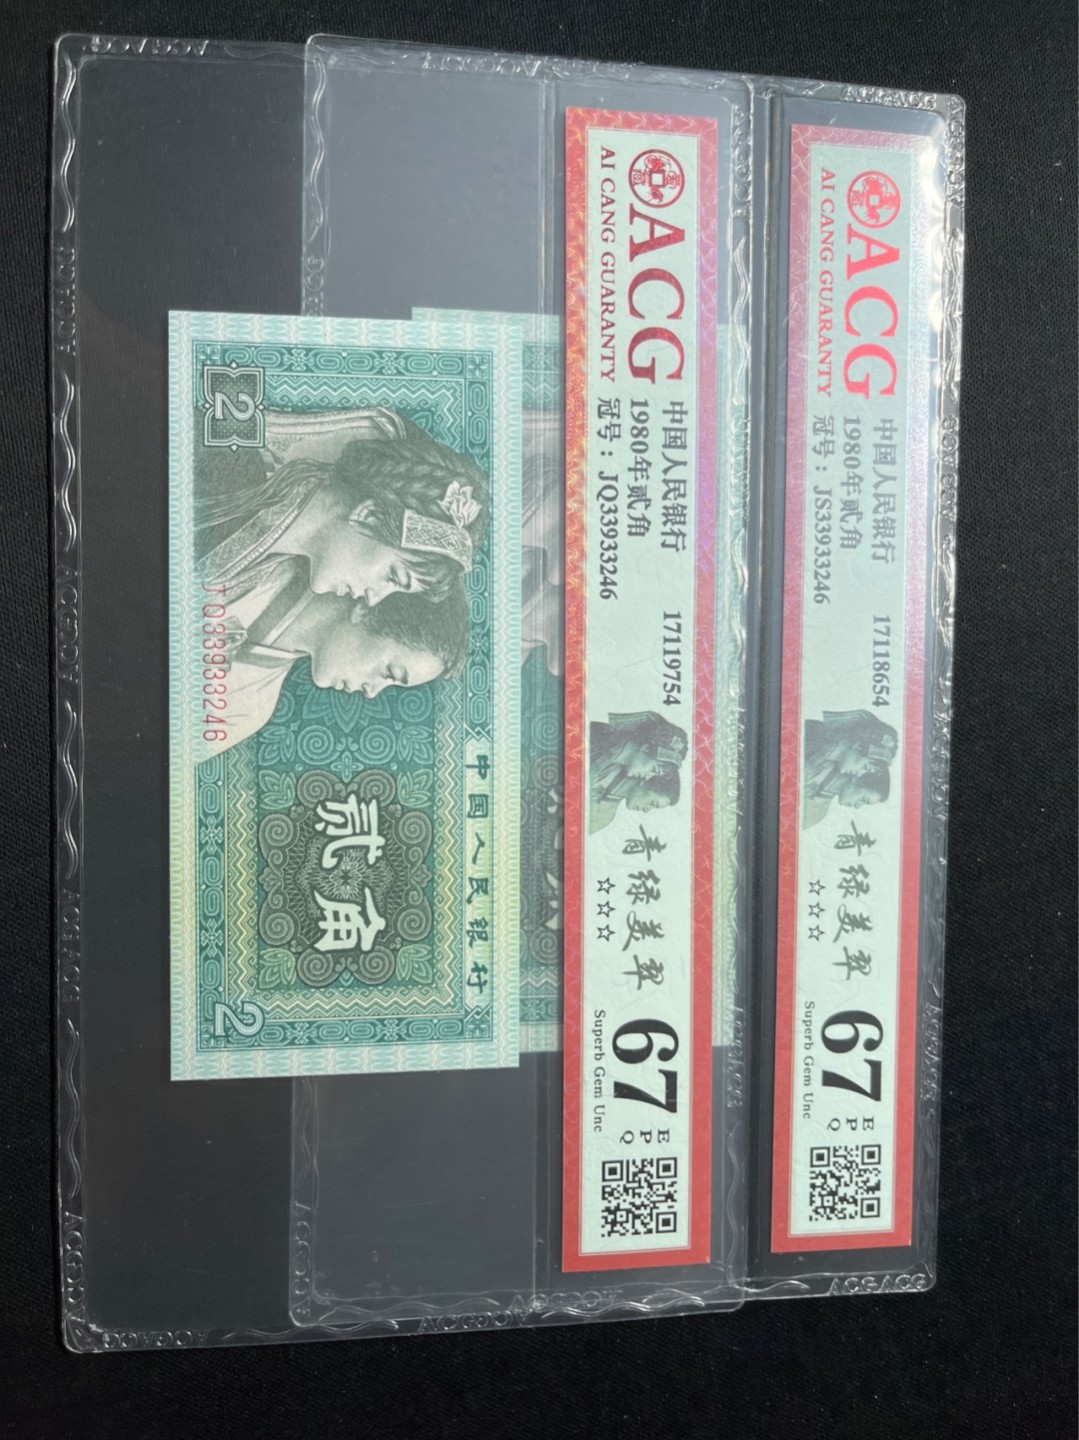 ACG
AI CANG GUARANTY
中国人民银行
1980年贰角
冠号：JS33933246
17118654
青绿美翠
☆☆☆
67
EPQ
Superb Gem Unc
ACG
AI CANG GUARANTY
中国人民银行
1980年贰角
冠号：JQ33933246
17119754
青绿美翠
☆☆☆
67
EPQ
Superb Gem Unc
2
中国人民银行
贰角
JQ33933246
2
ACGACG
ACGACG